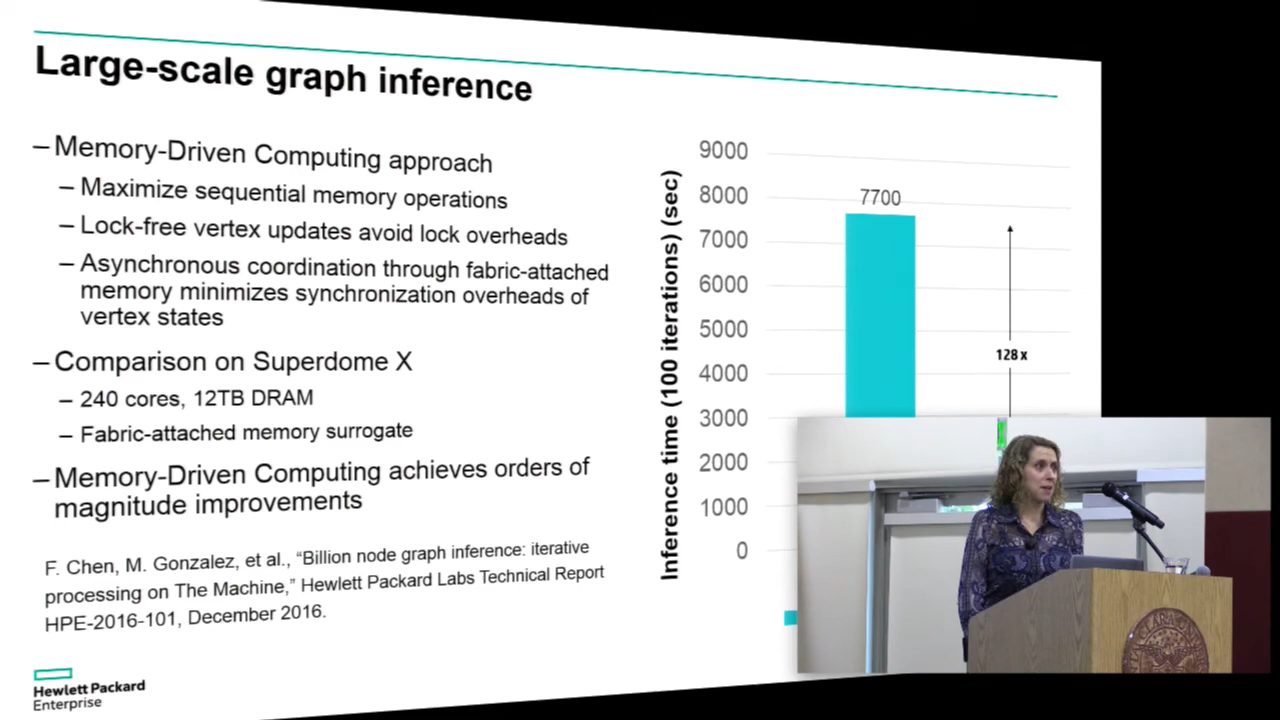 Large-scale graph inference
– Memory-Driven Computing approach
– Maximize sequential memory operations
– Lock-free vertex updates avoid lock overheads
– Asynchronous coordination through fabric-attached
memory minimizes synchronization overheads of
vertex states
– Comparison on Superdome X
– 240 cores, 12TB DRAM
– Fabric-attached memory surrogate
– Memory-Driven Computing achieves orders of
magnitude improvements
F. Chen, M. Gonzalez, et al., “Billion node graph inference: iterative
processing on The Machine,” Hewlett Packard Labs Technical Report
HPE-2016-101, December 2016.
Hewlett Packard
Enterprise
Inference time (100 iterations) (sec)
9000
8000
7000
6000
5000
4000
3000
2000
1000
0
7700
128x
CLARA